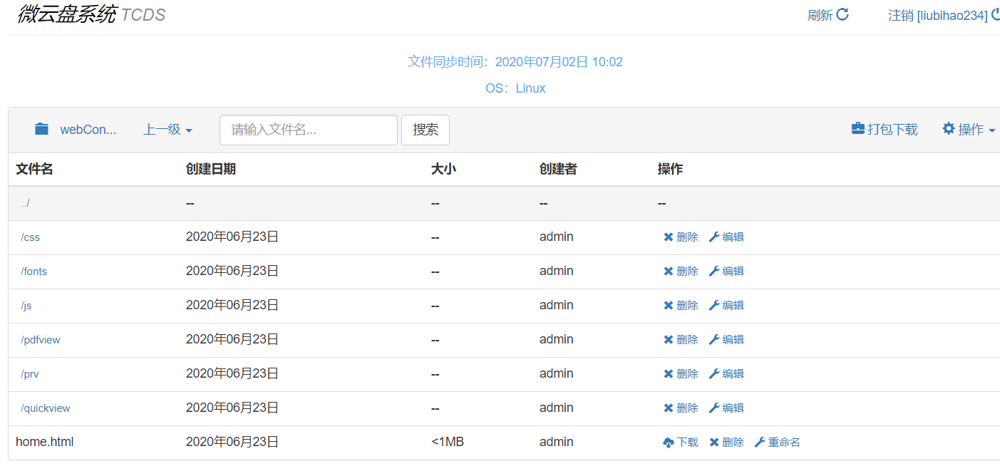 微云盘系统 TCDS 刷新 注销 [liubihao234]
文件同步时间：2020年07月02日 10:02
OS：Linux
webCon... 上一级 请输入文件名... 搜索 打包下载 操作
文件名 创建日期 大小 创建者 操作
../ -- -- -- --
/css 2020年06月23日 -- admin 删除 编辑
/fonts 2020年06月23日 -- admin 删除 编辑
/js 2020年06月23日 -- admin 删除 编辑
/pdfview 2020年06月23日 -- admin 删除 编辑
/prv 2020年06月23日 -- admin 删除 编辑
/quickview 2020年06月23日 -- admin 删除 编辑
home.html 2020年06月23日 <1MB admin 下载 删除 重命名